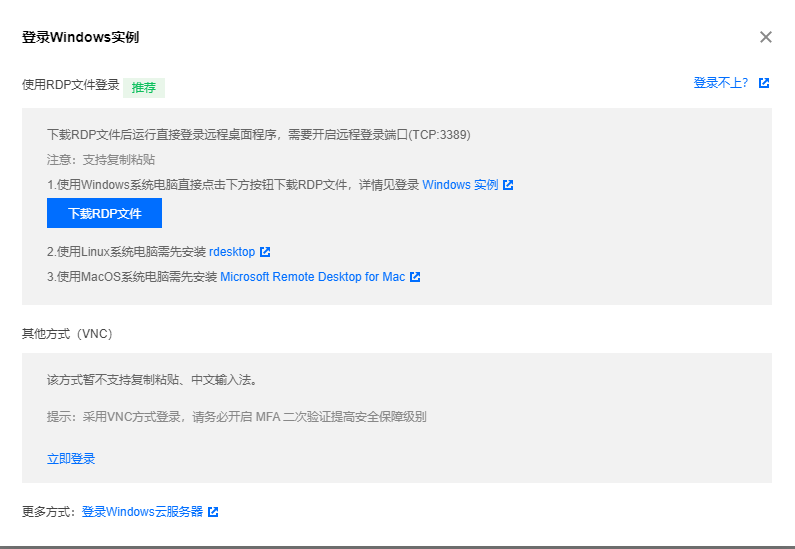 登录Windows实例
使用RDP文件登录 推荐 登录不上?
下载RDP文件后运行直接登录远程桌面程序，需要开启远程登录端口(TCP:3389)
注意：支持复制粘贴
1.使用Windows系统电脑直接点击下方按钮下载RDP文件，详情见登录 Windows 实例
下载RDP文件
2.使用Linux系统电脑需先安装 rdesktop
3.使用MacOS系统电脑需先安装 Microsoft Remote Desktop for Mac
其他方式（VNC）
该方式暂不支持复制粘贴、中文输入法。
提示：采用VNC方式登录，请务必开启 MFA 二次验证提高安全保障级别
立即登录
更多方式：登录Windows云服务器